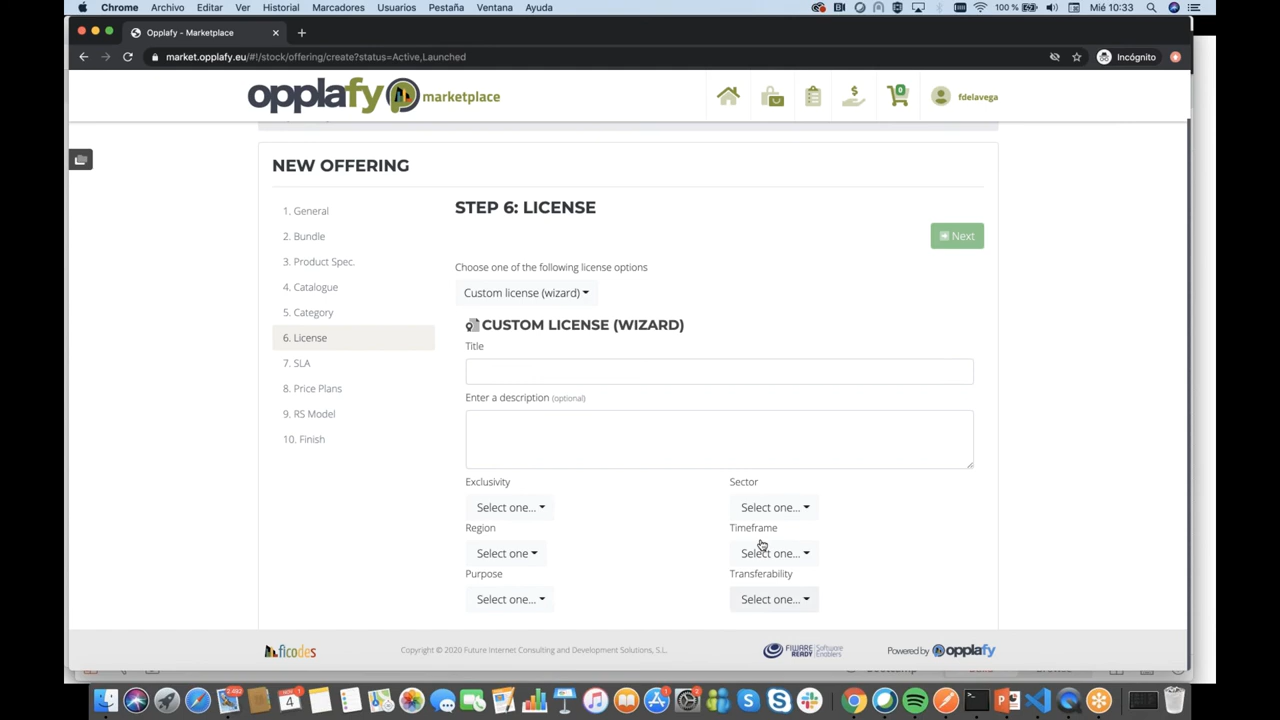 Chrome Archivo Editar Ver Historial Marcadores Usuarios Pestaña Ventana Ayuda 100 % Mié 10:33
Opplafy - Marketplace
market.opplafy.eu/#!/stock/offering/create?status=Active,Launched Incógnito
opplafy marketplace 0 fdelavega
NEW OFFERING
1. General
2. Bundle
3. Product Spec.
4. Catalogue
5. Category
6. License
7. SLA
8. Price Plans
9. RS Model
10. Finish
STEP 6: LICENSE
Next
Choose one of the following license options
Custom license (wizard)
CUSTOM LICENSE (WIZARD)
Title
Enter a description (optional)
Exclusivity Sector
Select one... Select one...
Region Timeframe
Select one Select one...
Purpose Transferability
Select one... Select one...
ficodes Copyright © 2020 Future Internet Consulting and Development Solutions, S.L. FIWARE READY Software Enablers Powered by opplafy